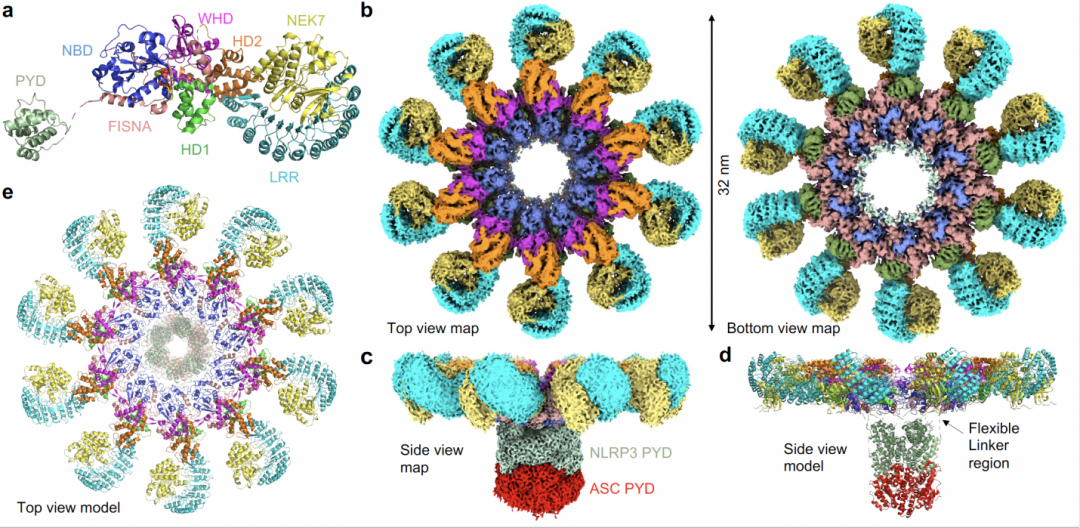 a
WHD
NEK7
NBD
HD2
PYD
FISNA
HD1
LRR
b
32 nm
Top view map
Bottom view map
c
Side view
map
NLRP3 PYD
ASC PYD
d
Side view
model
Flexible
Linker
region
e
Top view model